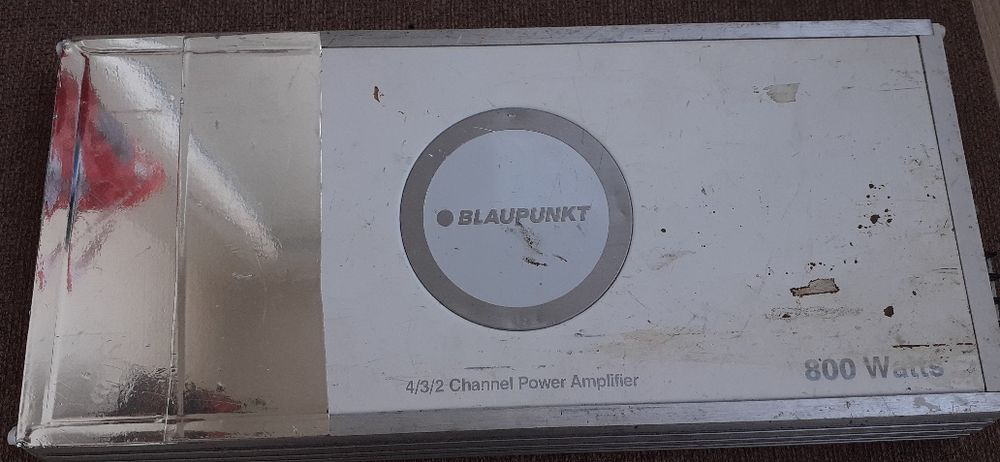 BLAUPUNKT
4/3/2 Channel Power Amplifier
800 Watts